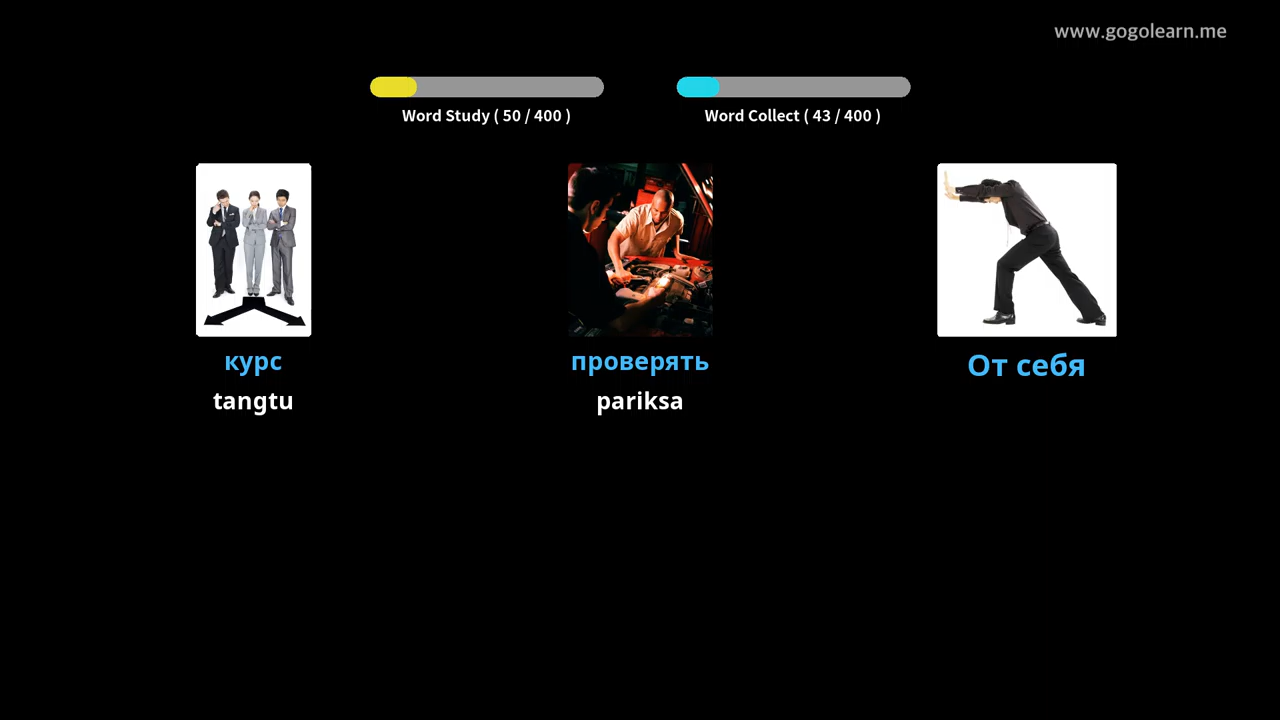 www.gogolearn.me
Word Study ( 50 / 400 )
Word Collect ( 43 / 400 )
курс
проверять
От себя
tangtu
pariksa